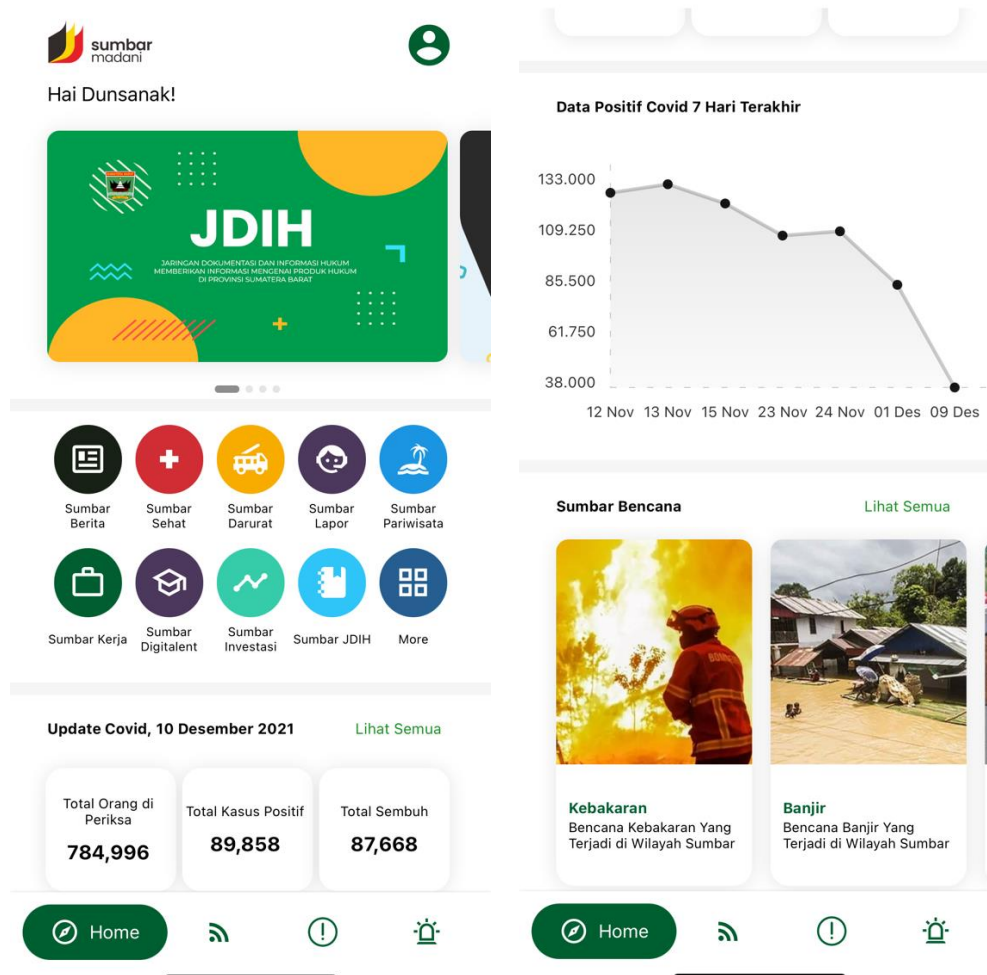 sumbar
madani
Hai Dunsanak!
JDIH
JARINGAN DOKUMENTASI DAN INFORMASI HUKUM
MEMBERIKAN INFORMASI MENGENAI PRODUK HUKUM
DI PROVINSI SUMATERA BARAT
Sumbar
Berita
Sumbar
Sehat
Sumbar
Darurat
Sumbar
Lapor
Sumbar
Pariwisata
Sumbar Kerja
Sumbar
Digitalent
Sumbar
Investasi
Sumbar JDIH
More
Update Covid, 10 Desember 2021
Lihat Semua
Total Orang di
Periksa
784,996
Total Kasus Positif
89,858
Total Sembuh
87,668
Home
Data Positif Covid 7 Hari Terakhir
133.000
109.250
85.500
61.750
38.000
12 Nov 13 Nov 15 Nov 23 Nov 24 Nov 01 Des 09 Des
Sumbar Bencana
Lihat Semua
Kebakaran
Bencana Kebakaran Yang
Terjadi di Wilayah Sumbar
Banjir
Bencana Banjir Yang
Terjadi di Wilayah Sumbar
Home